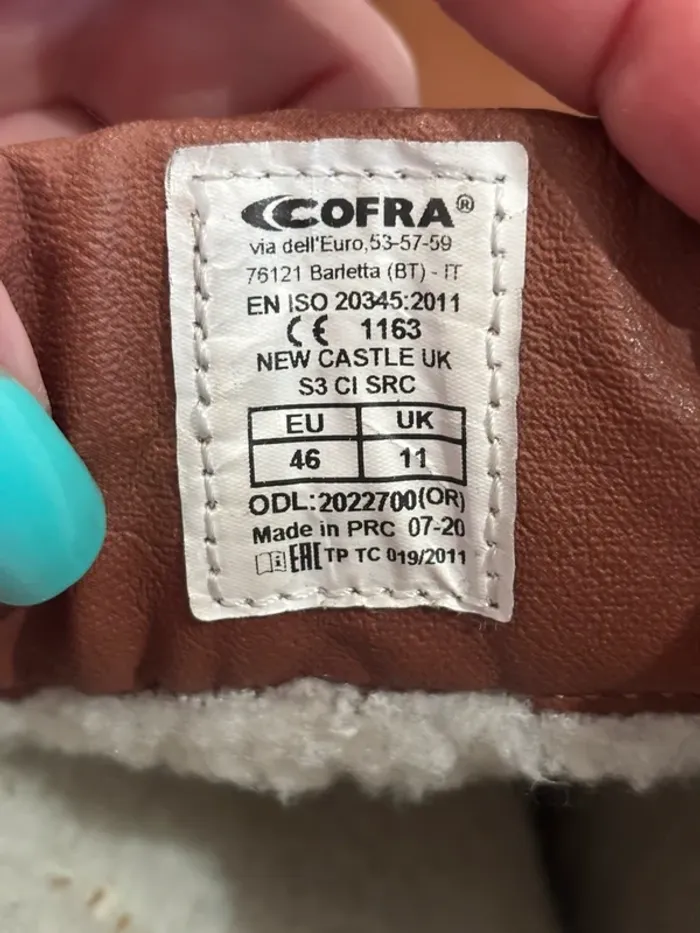 COFRA®
via dell'Euro,53-57-59
76121 Barletta (BT) - IT
EN ISO 20345:2011
CE 1163
NEW CASTLE UK
S3 CI SRC
EU UK
46 11
ODL:2022700(OR)
Made in PRC 07-20
EAC TP TC 019/2011